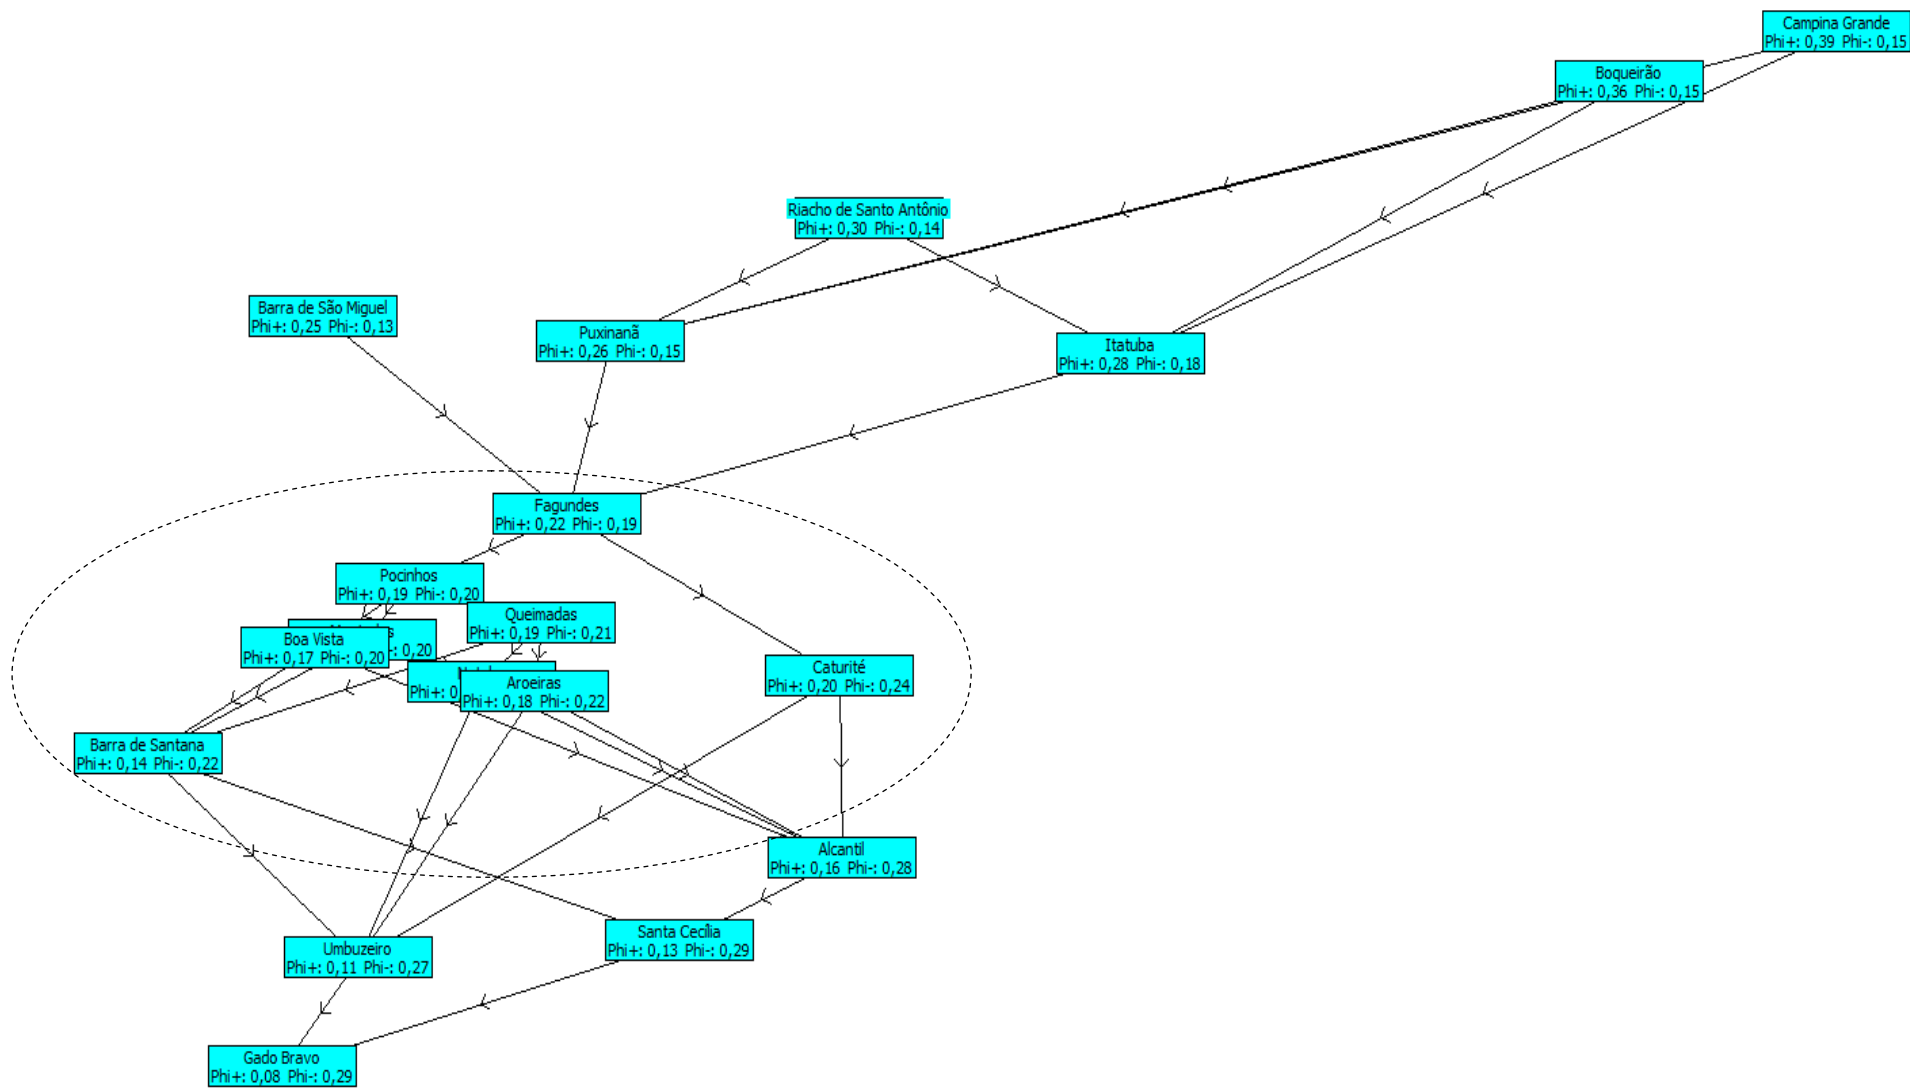 Campina Grande
Phi+: 0,39 Phi-: 0,15
Boqueirão
Phi+: 0,36 Phi-: 0,15
Riacho de Santo Antônio
Phi+: 0,30 Phi-: 0,14
Barra de São Miguel
Phi+: 0,25 Phi-: 0,13
Puxinanã
Phi+: 0,26 Phi-: 0,15
Itatuba
Phi+: 0,28 Phi-: 0,18
Fagundes
Phi+: 0,22 Phi-: 0,19
Pocinhos
Phi+: 0,19 Phi-: 0,20
Queimadas
Phi+: 0,19 Phi-: 0,21
Boa Vista
Phi+: 0,17 Phi-: 0,20
0,20
Caturité
Phi+: 0,20 Phi-: 0,24
Phi+:
Aroeiras
Phi+: 0,18 Phi-: 0,22
Barra de Santana
Phi+: 0,14 Phi-: 0,22
Alcantil
Phi+: 0,16 Phi-: 0,28
Santa Cecília
Phi+: 0,13 Phi-: 0,29
Umbuzeiro
Phi+: 0,11 Phi-: 0,27
Gado Bravo
Phi+: 0,08 Phi-: 0,29